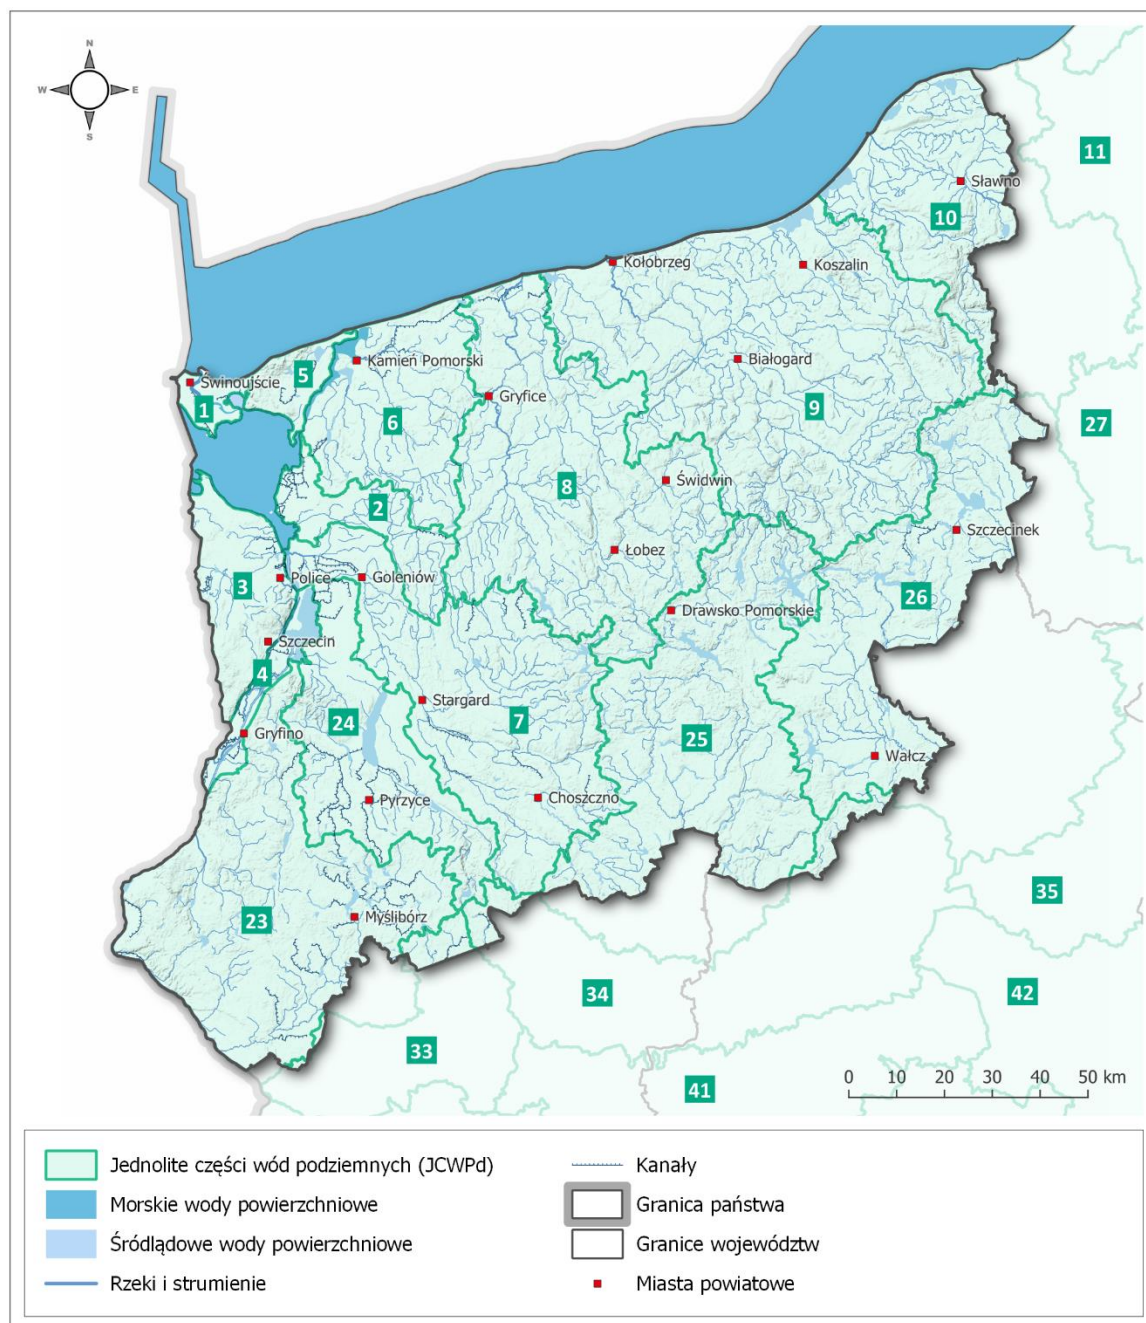 N
W E
S
11
Sławno
10
Kołobrzeg
Koszalin
Kamień Pomorski
Białogard
5
Świnoujście
1
Gryfice
6
9
27
8
Świdwin
2
Szczecinek
Łobez
3
Police
Goleniów
26
Drawsko Pomorskie
Szczecin
4
Stargard
24
7
25
Gryfino
Wałcz
Pyrzyce
Choszczno
35
23
Myślibórz
34
42
33
41
0 10 20 30 40 50 km
Jednolite części wód podziemnych (JCWPd)
Morskie wody powierzchniowe
Śródlądowe wody powierzchniowe
Rzeki i strumienie
Kanały
Granica państwa
Granice województw
Miasta powiatowe